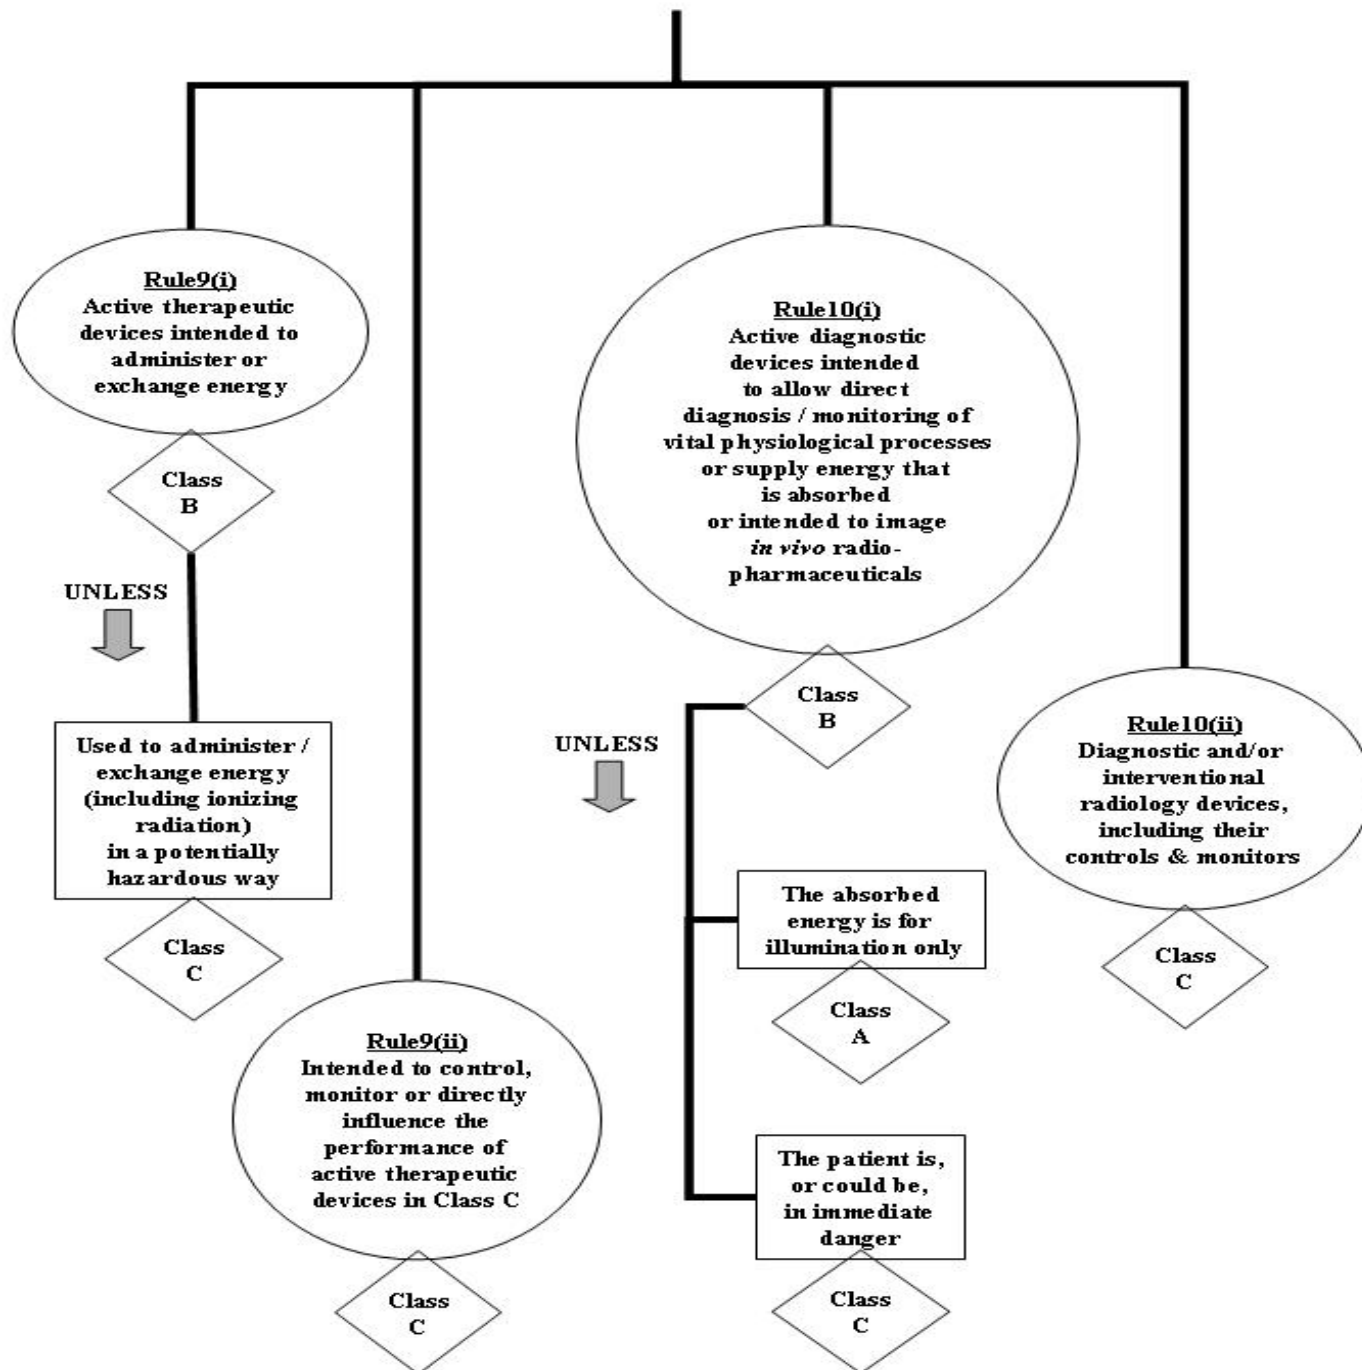 Rule9(i)
Active therapeutic
devices intended to
administer or
exchange energy
Class
B
UNLESS
Used to administer /
exchange energy
(including ionizing
radiation)
in a potentially
hazardous way
Class
C
Rule9(ii)
Intended to control,
monitor or directly
influence the
performance of
active therapeutic
devices in Class C
Class
C
Rule10(i)
Active diagnostic
devices intended
to allow direct
diagnosis / monitoring of
vital physiological processes
or supply energy that
is absorbed
or intended to image
in vivo radio-
pharmaceuticals
Class
B
UNLESS
The absorbed
energy is for
illumination only
Class
A
The patient is,
or could be,
in immediate
danger
Class
C
Rule10(ii)
Diagnostic and/or
interventional
radiology devices,
including their
controls & monitors
Class
C